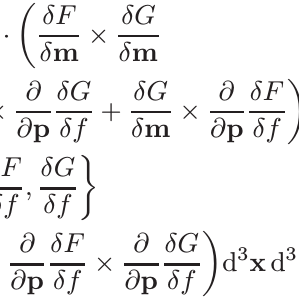 · ( δF/δ𝐦 × δG/δ𝐦
× ∂/∂𝐩 δG/δf + δG/δ𝐦 × ∂/∂𝐩 δF/δf )
F/δf, δG/δf }
∂/∂𝐩 δF/δf × ∂/∂𝐩 δG/δf ) d³𝐱 d³